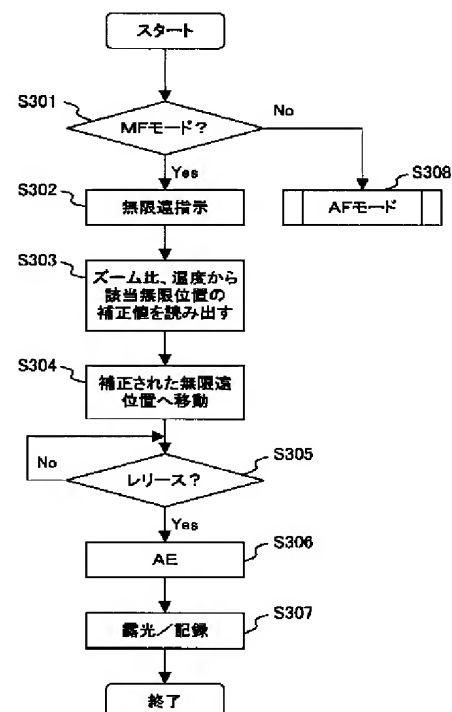 スタート
S301
MFモード?
No
Yes
S302
無限遠指示
S308
AFモード
S303
ズーム比、温度から
該当無限位置の
補正値を読み出す
S304
補正された無限遠
位置へ移動
No
レリース?
S305
Yes
AE
S306
露光/記録
S307
終了